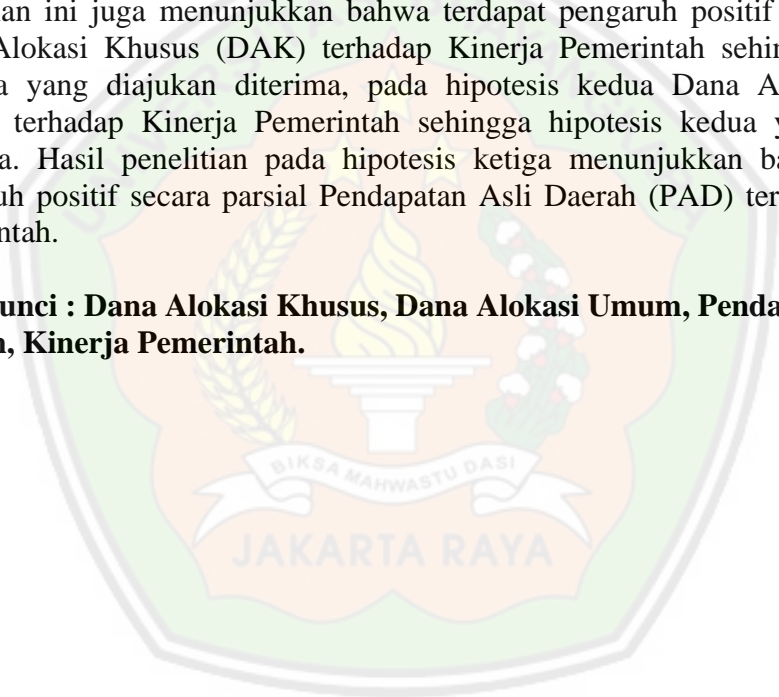 an ini juga menunjukkan bahwa terdapat pengaruh positif
Alokasi Khusus (DAK) terhadap Kinerja Pemerintah sehin
a yang diajukan diterima, pada hipotesis kedua Dana A
terhadap Kinerja Pemerintah sehingga hipotesis kedua y
a. Hasil penelitian pada hipotesis ketiga menunjukkan ba
uh positif secara parsial Pendapatan Asli Daerah (PAD) ter
ntah.
unci : Dana Alokasi Khusus, Dana Alokasi Umum, Penda
, Kinerja Pemerintah.
BIKSA MAHWASTU DASI
JAKARTA RAYA